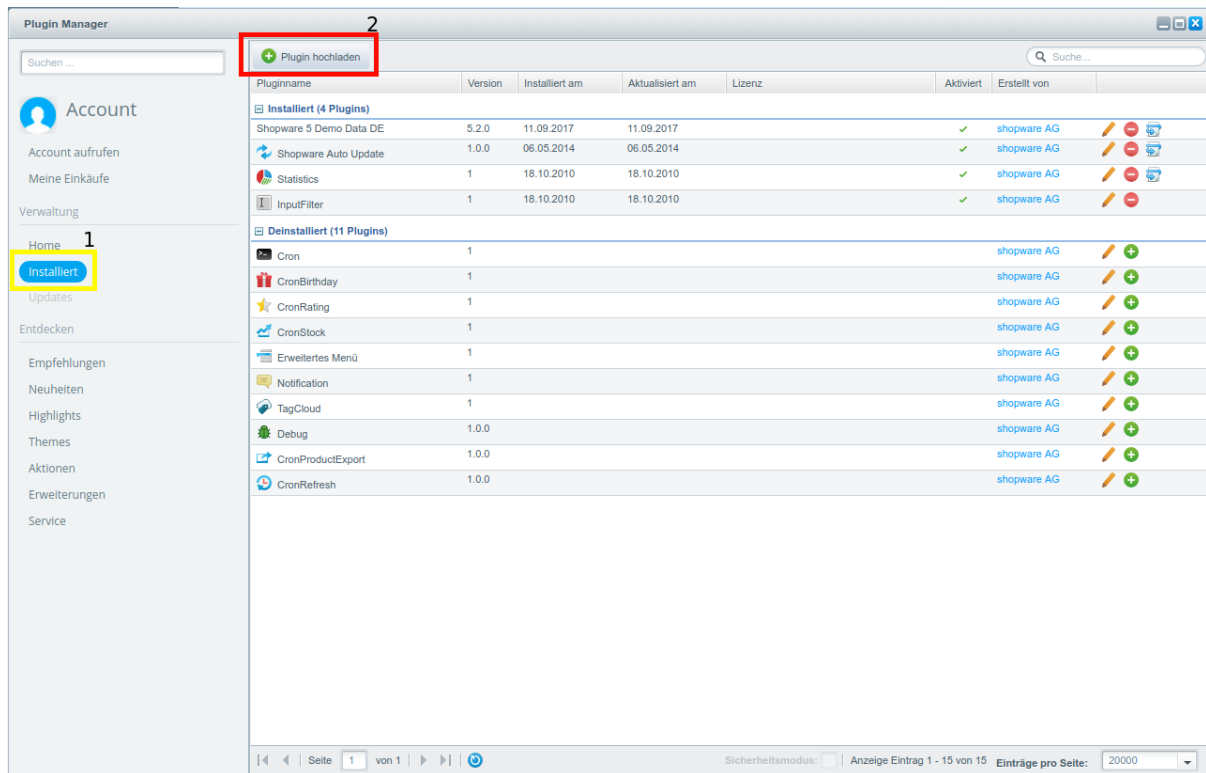 Plugin Manager
2
Suchen ...
Plugin hochladen
Suche...
Pluginname Version Installiert am Aktualisiert am Lizenz Aktiviert Erstellt von
Account
Account aufrufen
Meine Einkäufe
Verwaltung
Home
1
Installiert
Updates
Entdecken
Empfehlungen
Neuheiten
Highlights
Themes
Aktionen
Erweiterungen
Service
Installiert (4 Plugins)
Shopware 5 Demo Data DE 5.2.0 11.09.2017 11.09.2017 shopware AG
Shopware Auto Update 1.0.0 06.05.2014 06.05.2014 shopware AG
Statistics 1 18.10.2010 18.10.2010 shopware AG
InputFilter 1 18.10.2010 18.10.2010 shopware AG
Deinstalliert (11 Plugins)
Cron 1 shopware AG
CronBirthday 1 shopware AG
CronRating 1 shopware AG
CronStock 1 shopware AG
Erweitertes Menü 1 shopware AG
Notification 1 shopware AG
TagCloud 1 shopware AG
Debug 1.0.0 shopware AG
CronProductExport 1.0.0 shopware AG
CronRefresh 1.0.0 shopware AG
Seite 1 von 1 Sicherheitsmodus: Anzeige Eintrag 1 - 15 von 15 Einträge pro Seite: 20000